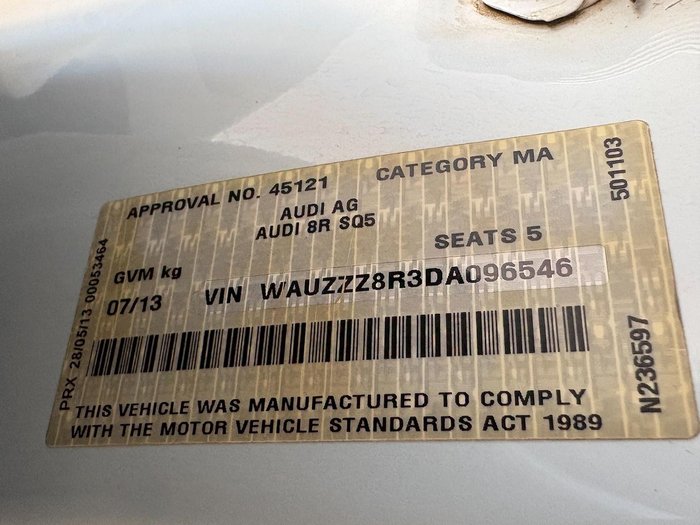 APPROVAL NO. 45121
CATEGORY MA
AUDI AG
AUDI 8R SQ5
SEATS 5
GVM kg
07/13
VIN WAUZZZ8R3DA096546
THIS VEHICLE WAS MANUFACTURED TO COMPLY
WITH THE MOTOR VEHICLE STANDARDS ACT 1989
PRX 28/05/13 00053464
501103
N236597